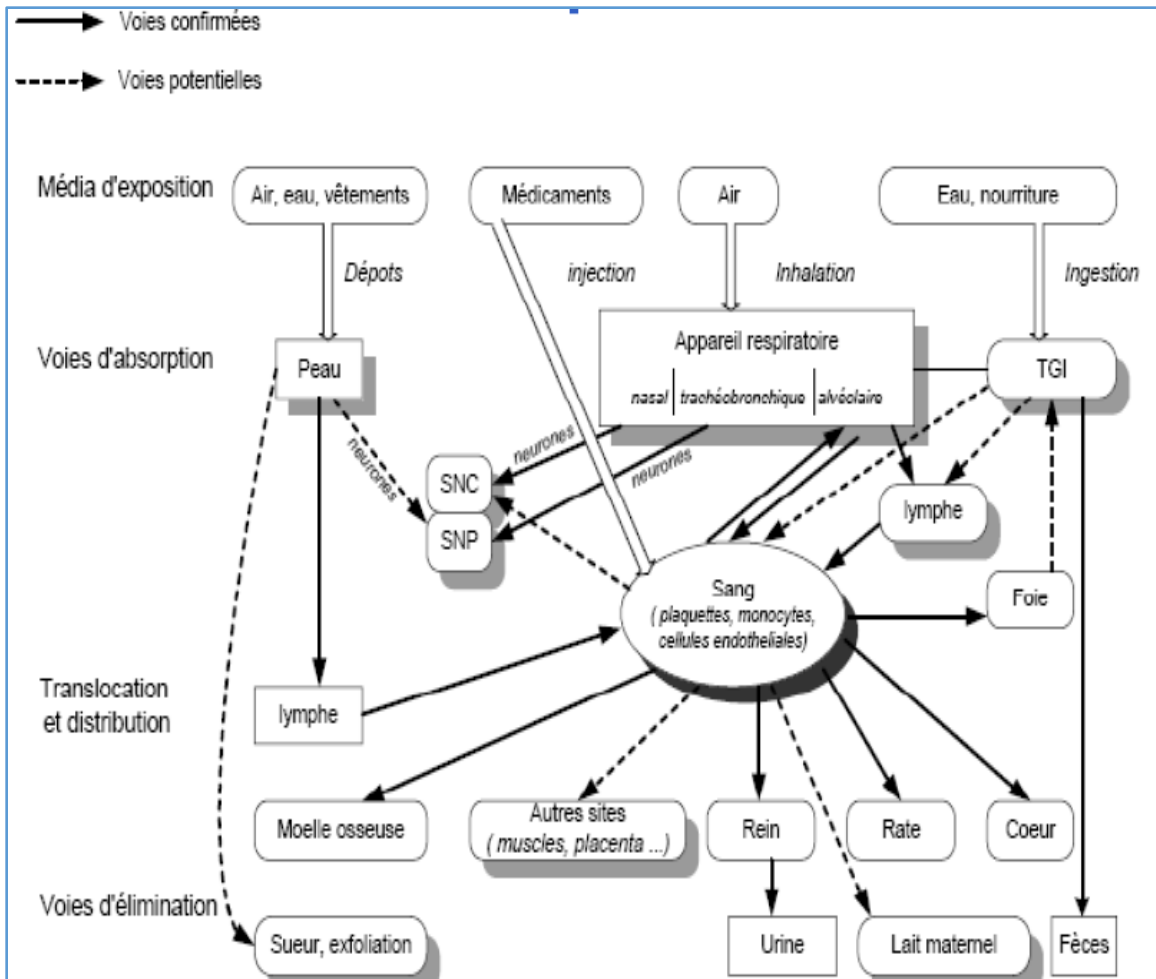 Voies confirmées
Voies potentielles
Média d'exposition
Air, eau, vêtements
Médicaments
Air
Eau, nourriture
Dépots
injection
Inhalation
Ingestion
Voies d'absorption
Peau
Appareil respiratoire
nasal trachéobronchique alvéolaire
TGI
neurones
neurones
neurones
SNC
SNP
lymphe
Sang
( plaquettes, monocytes,
cellules endotheliales)
Foie
Translocation
et distribution
lymphe
Moelle osseuse
Autres sites
( muscles, placenta ...)
Rein
Rate
Coeur
Voies d'élimination
Sueur, exfoliation
Urine
Lait maternel
Fèces